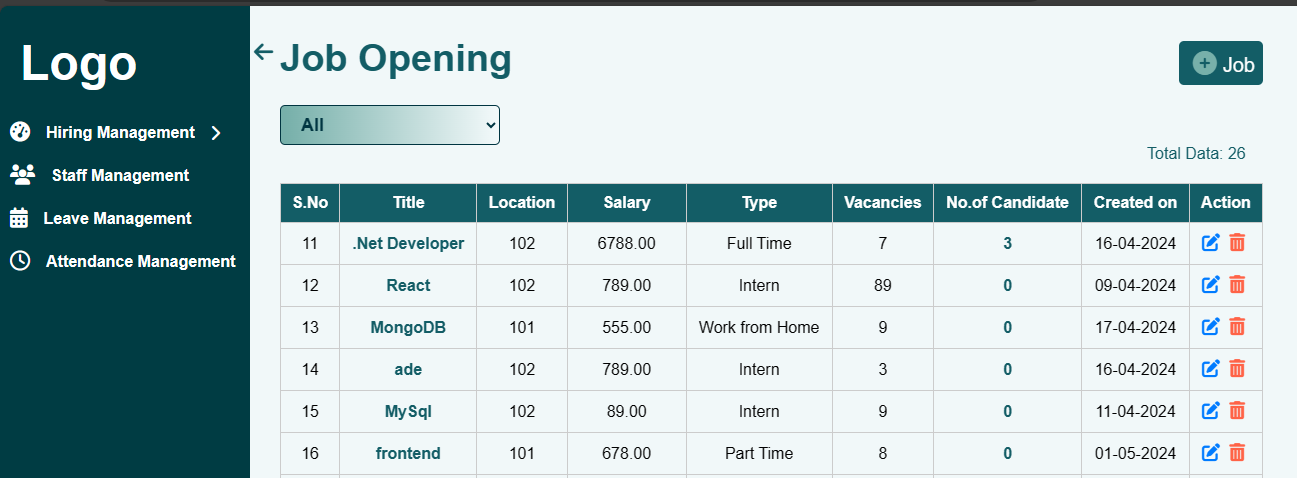 Logo
Hiring Management
Staff Management
Leave Management
Attendance Management
Job Opening
Job
All
Total Data: 26
S.No Title Location Salary Type Vacancies No.of Candidate Created on Action
11 .Net Developer 102 6788.00 Full Time 7 3 16-04-2024
12 React 102 789.00 Intern 89 0 09-04-2024
13 MongoDB 101 555.00 Work from Home 9 0 17-04-2024
14 ade 102 789.00 Intern 3 0 16-04-2024
15 MySql 102 89.00 Intern 9 0 11-04-2024
16 frontend 101 678.00 Part Time 8 0 01-05-2024